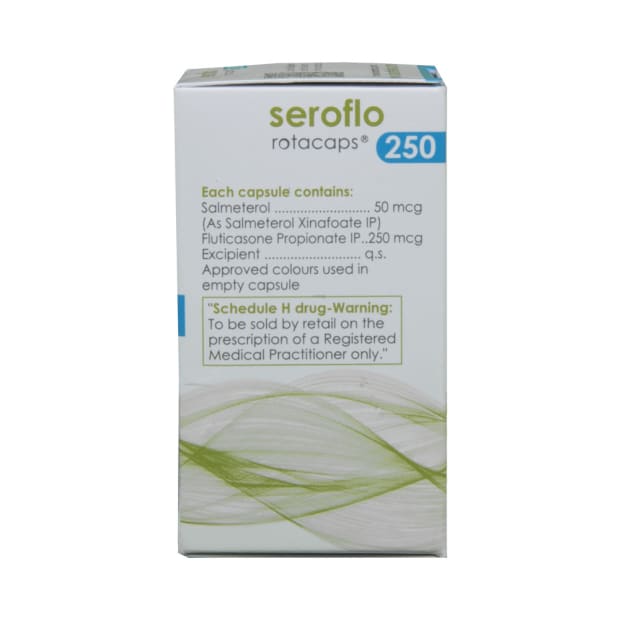 seroflo
rotacaps®
250
Each capsule contains:
Salmeterol .......................... 50 mcg
(As Salmeterol Xinafoate IP)
Fluticasone Propionate IP..250 mcg
Excipient .......................... q.s.
Approved colours used in
empty capsule
"Schedule H drug-Warning:
To be sold by retail on the
prescription of a Registered
Medical Practitioner only."